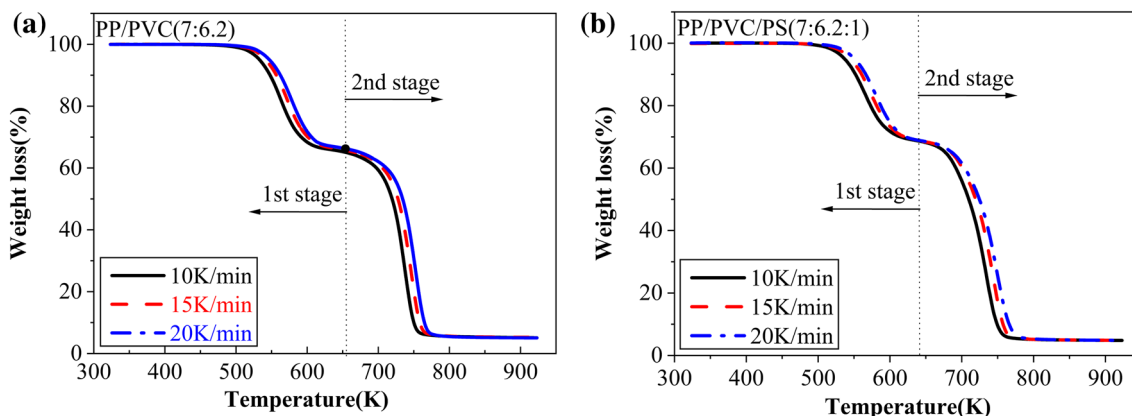 (a)
PP/PVC(7:6.2)
100
80
60
40
20
0
Weight loss(%)
2nd stage
1st stage
10K/min
15K/min
20K/min
300 400 500 600 700 800 900
Temperature(K)
(b)
PP/PVC/PS(7:6.2:1)
100
80
60
40
20
0
Weight loss(%)
2nd stage
1st stage
10K/min
15K/min
20K/min
300 400 500 600 700 800 900
Temperature(K)